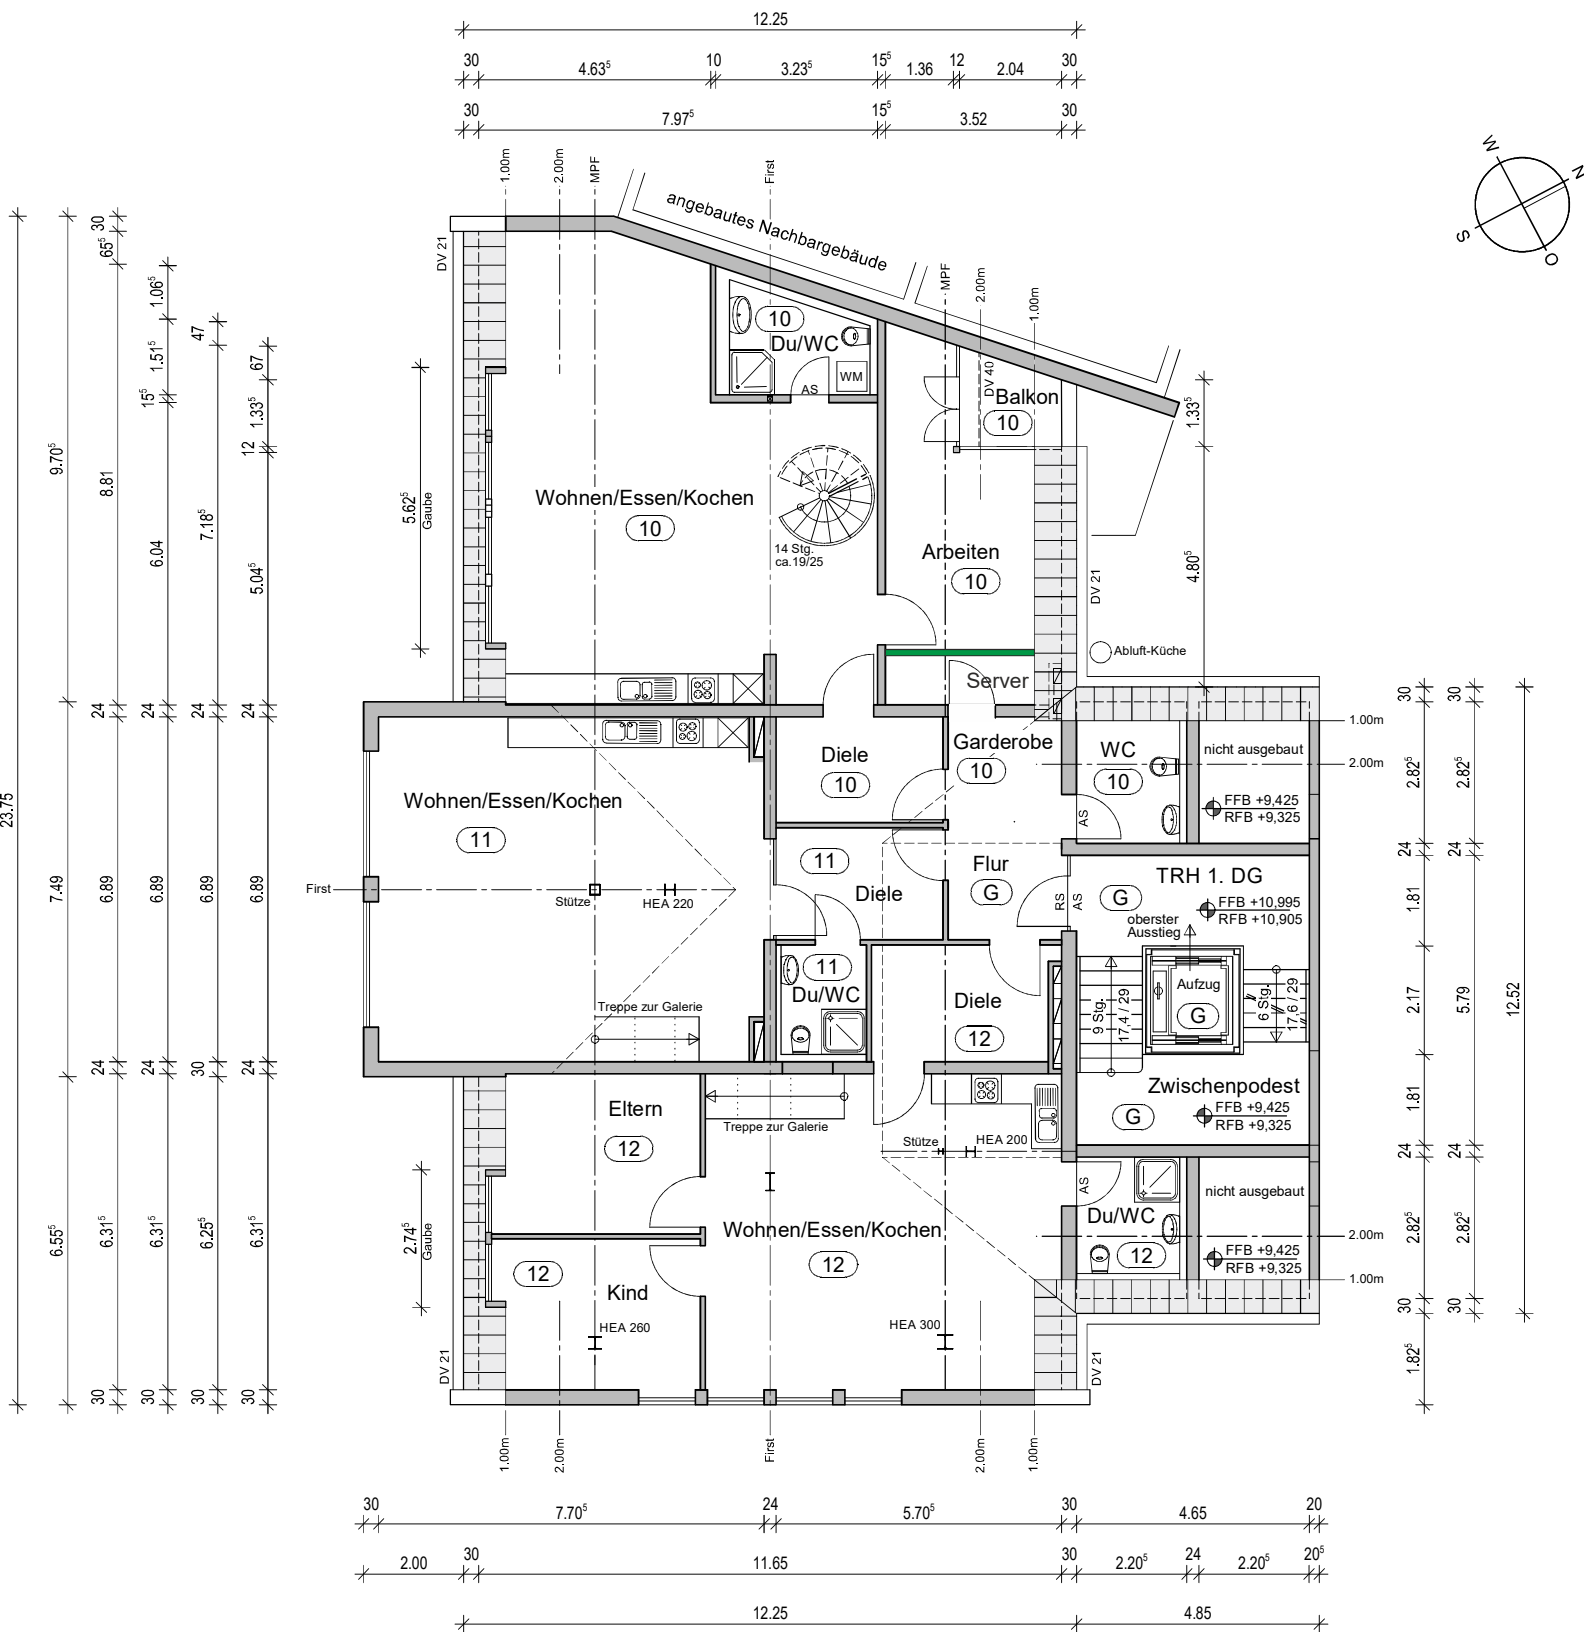 12.25
30 4.63⁵ 10 3.23⁵ 15⁵ 1.36 12 2.04 30
30 7.97⁵ 15⁵ 3.52 30
1.00m
2.00m
MPF
First
angebautes Nachbargebäude
MPF
2.00m
1.00m
W
N
S
O
DV 21
10
Du/WC
AS
WM
DV 40
Balkon
10
Wohnen/Essen/Kochen
10
14 Stg.
ca.19/25
Arbeiten
10
DV 21
Abluft-Küche
Server
5.62⁵
Gaube
23.75
9.70⁵
7.49
6.55⁵
30
65⁵
8.81
24
6.89
24
6.31⁵
30
1.06⁵
1.51⁵
15⁵
6.04
24
6.89
24
6.31⁵
30
47
7.18⁵
24
6.89
30
6.25⁵
30
67
1.33⁵
12
5.04⁵
24
6.89
24
6.31⁵
30
1.33⁵
4.80⁵
Diele
10
Garderobe
10
WC
10
AS
nicht ausgebaut
FFB +9,425
RFB +9,325
1.00m
2.00m
Wohnen/Essen/Kochen
11
First
Stütze
HEA 220
11
Diele
Flur
G
RS
AS
TRH 1. DG
G
FFB +10,995
RFB +10,905
oberster
Ausstieg
Aufzug
G
9 Stg.
17,4 / 29
6 Stg.
17,6 / 29
11
Du/WC
Diele
12
Treppe zur Galerie
Zwischenpodest
G
FFB +9,425
RFB +9,325
Eltern
12
Treppe zur Galerie
Stütze
HEA 200
AS
Du/WC
12
nicht ausgebaut
FFB +9,425
RFB +9,325
2.00m
1.00m
Wohnen/Essen/Kochen
12
2.74⁵
Gaube
12
Kind
HEA 260
HEA 300
DV 21
DV 21
30
2.82⁵
24
1.81
2.17
1.81
24
2.82⁵
30
1.82⁵
30
2.82⁵
24
5.79
24
2.82⁵
30
12.52
1.00m
2.00m
First
2.00m
1.00m
30 7.70⁵ 24 5.70⁵ 30 4.65 20
2.00 30 11.65 30 2.20⁵ 24 2.20⁵ 20⁵
12.25 4.85